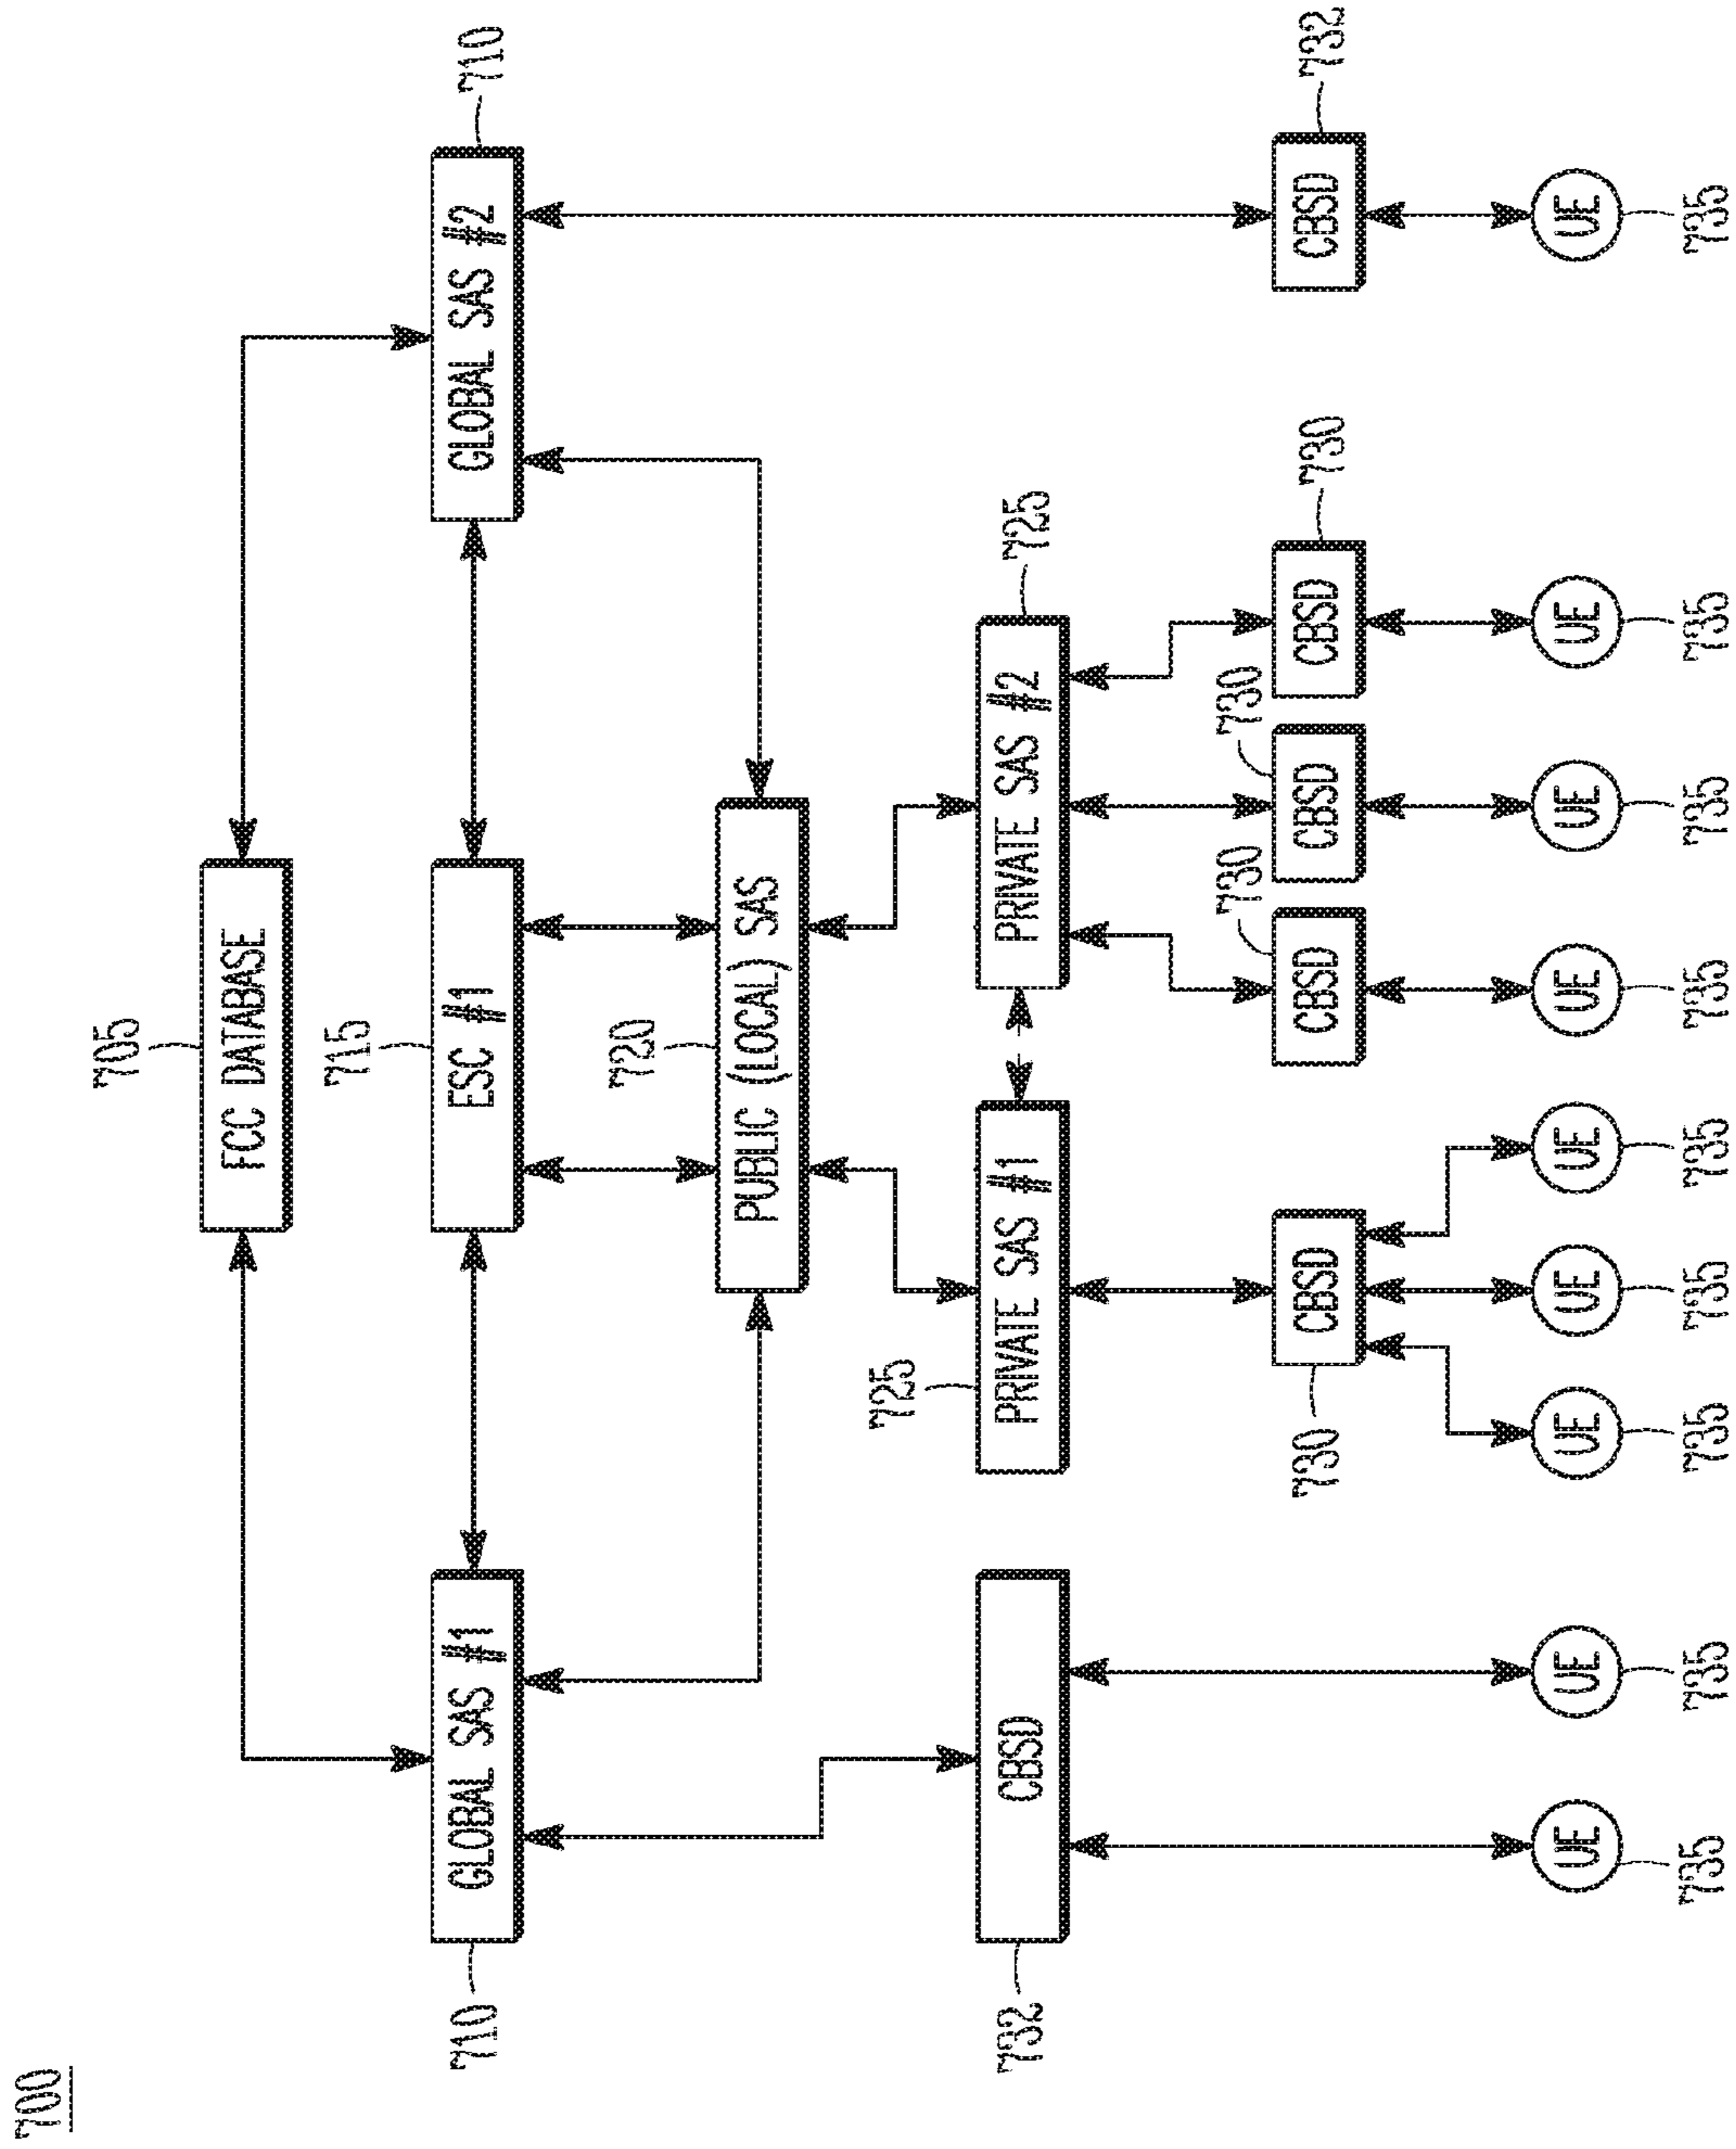 700
705
FCC DATABASE
710
GLOBAL SAS #1
715
ESC #1
GLOBAL SAS #2
710
720
PUBLIC (LOCAL) SAS
725
PRIVATE SAS #1
PRIVATE SAS #2
725
732
CBSD
730
CBSD
730
CBSD
730
CBSD
CBSD
730
CBSD
732
UE
UE
UE
UE
UE
UE
UE
UE
UE
735
735
735
735
735
735
735
735
735